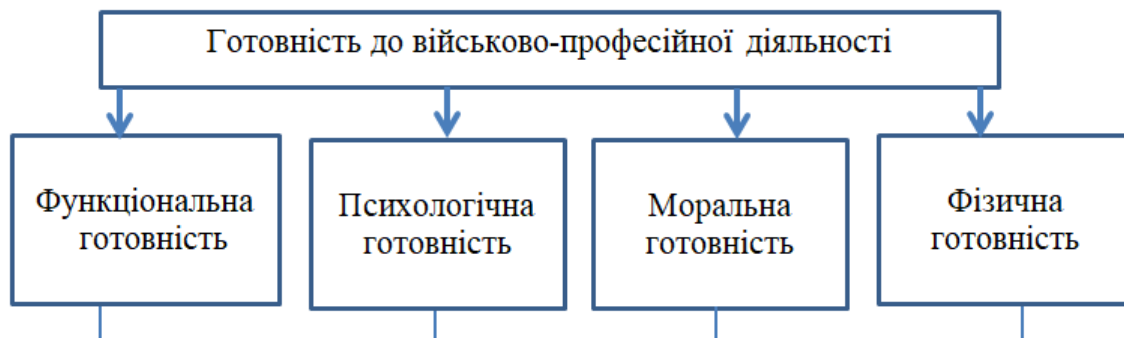 Готовність до військово-професійної діяльності
Функціональна
готовність
Психологічна
готовність
Моральна
готовність
Фізична
готовність